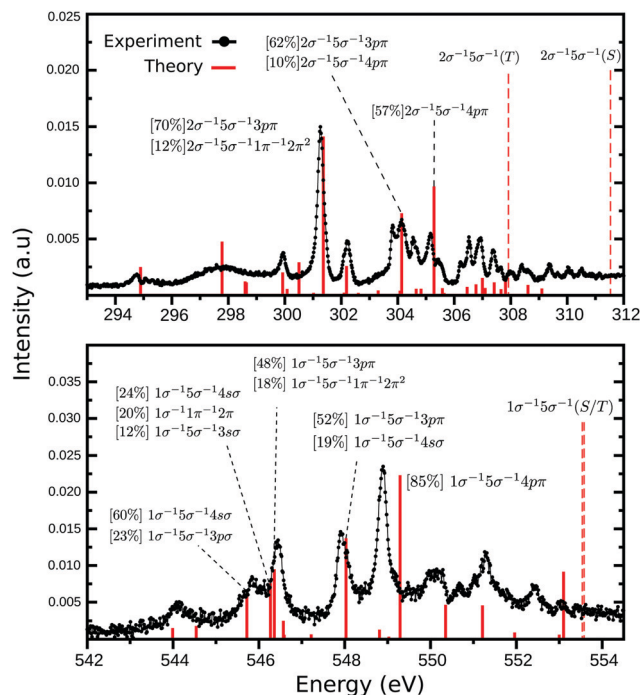 Experiment
Theory
[62%]2σ⁻¹5σ⁻¹3pπ
[10%]2σ⁻¹5σ⁻¹4pπ
2σ⁻¹5σ⁻¹(T)
2σ⁻¹5σ⁻¹(S)
[70%]2σ⁻¹5σ⁻¹3pπ
[12%]2σ⁻¹5σ⁻¹1π⁻¹2π²
[57%]2σ⁻¹5σ⁻¹4pπ
0.025
0.020
0.015
0.010
0.005
294 296 298 300 302 304 306 308 310 312
Intensity (a.u)
[48%] 1σ⁻¹5σ⁻¹3pπ
[18%] 1σ⁻¹5σ⁻¹1π⁻¹2π²
[24%] 1σ⁻¹5σ⁻¹4sσ
[20%] 1σ⁻¹1π⁻¹2π
[12%] 1σ⁻¹5σ⁻¹3sσ
[52%] 1σ⁻¹5σ⁻¹3pπ
[19%] 1σ⁻¹5σ⁻¹4sσ
1σ⁻¹5σ⁻¹(S/T)
[85%] 1σ⁻¹5σ⁻¹4pπ
[60%] 1σ⁻¹5σ⁻¹4sσ
[23%] 1σ⁻¹5σ⁻¹3pσ
0.035
0.030
0.025
0.020
0.015
0.010
0.005
542 544 546 548 550 552 554
Energy (eV)